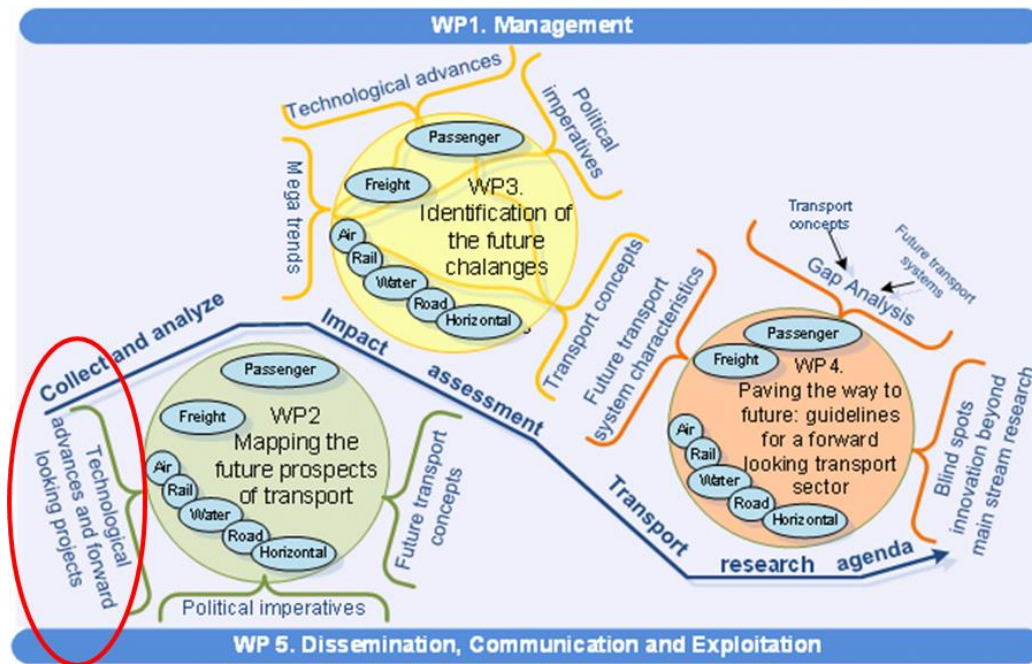 WP1. Management
Technological advances
Political
imperatives
Mega trends
Passenger
Freight
WP3.
Identification of
the future
chalanges
Air
Rail
Water
Road
Horizontal
Transport concepts
Future transport
system characteristics
Transport
concepts
Future transport
systems
Gap Analysis
Collect and analyze
Impact
assessment
Transport
research agenda
Technological
advances and forward
looking projects
Passenger
Freight
WP2
Mapping the
future prospects
of transport
Air
Rail
Water
Road
Horizontal
Future transport
concepts
Political imperatives
Passenger
Freight
WP4.
Paving the way to
future: guidelines
for a forward
looking transport
sector
Air
Rail
Water
Road
Horizontal
Blind spots
innovation beyond
main stream research
WP 5. Dissemination, Communication and Exploitation